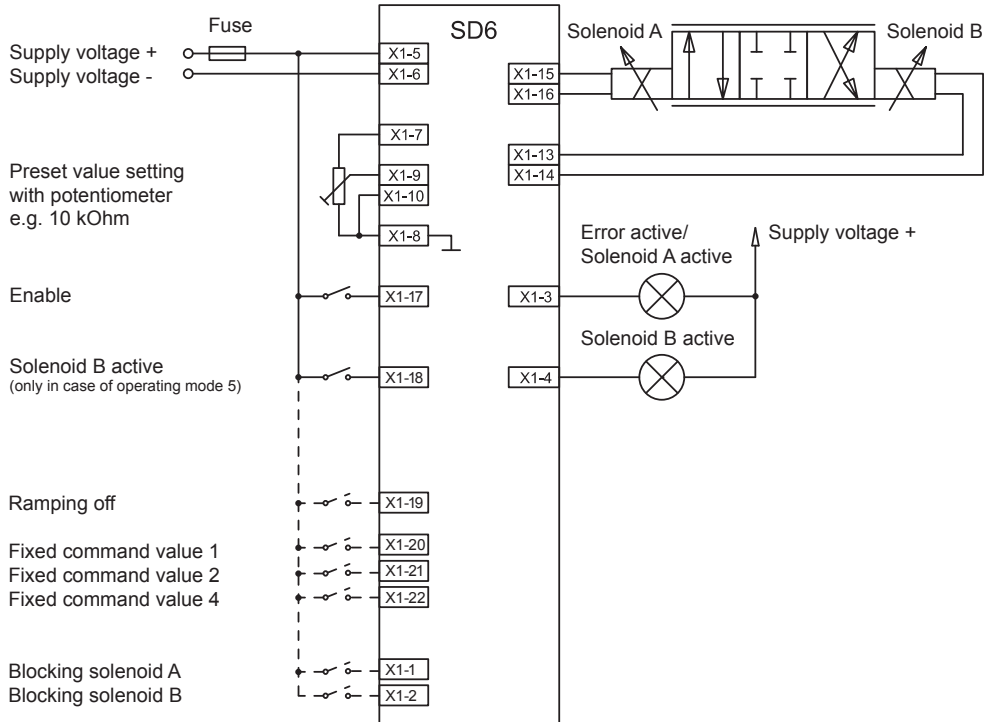 Fuse
SD6
Solenoid A
Solenoid B
Supply voltage +
X1-5
Supply voltage -
X1-6
X1-15
X1-16
X1-7
X1-13
Preset value setting
X1-9
X1-14
with potentiometer
X1-10
e.g. 10 kOhm
X1-8
Error active/
Supply voltage +
Solenoid A active
Enable
X1-17
X1-3
Solenoid B active
Solenoid B active
(only in case of operating mode 5)
X1-18
X1-4
Ramping off
X1-19
Fixed command value 1
X1-20
Fixed command value 2
X1-21
Fixed command value 4
X1-22
Blocking solenoid A
X1-1
Blocking solenoid B
X1-2